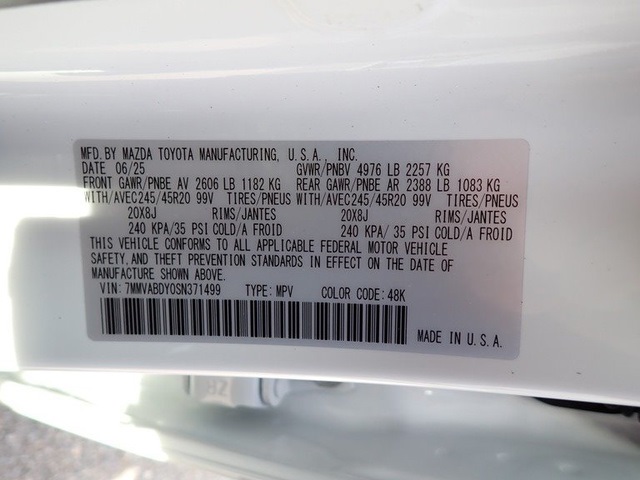 MFD. BY MAZDA TOYOTA MANUFACTURING, U.S.A., INC.
DATE 06/25 GVWR/PNBV 4976 LB 2257 KG
FRONT GAWR/PNBE AV 2606 LB 1182 KG REAR GAWR/PNBE AR 2388 LB 1083 KG
WITH/AVEC245/45R20 99V TIRES/PNEUS WITH/AVEC245/45R20 99V TIRES/PNEUS
20X8J RIMS/JANTES 20X8J RIMS/JANTES
240 KPA/35 PSI COLD/A FROID 240 KPA/ 35 PSI COLD/A FROID
THIS VEHICLE CONFORMS TO ALL APPLICABLE FEDERAL MOTOR VEHICLE
SAFETY, AND THEFT PREVENTION STANDARDS IN EFFECT ON THE DATE OF
MANUFACTURE SHOWN ABOVE.
VIN: 7MMVABDY0SN371499 TYPE: MPV COLOR CODE: 48K
MADE IN U.S.A.